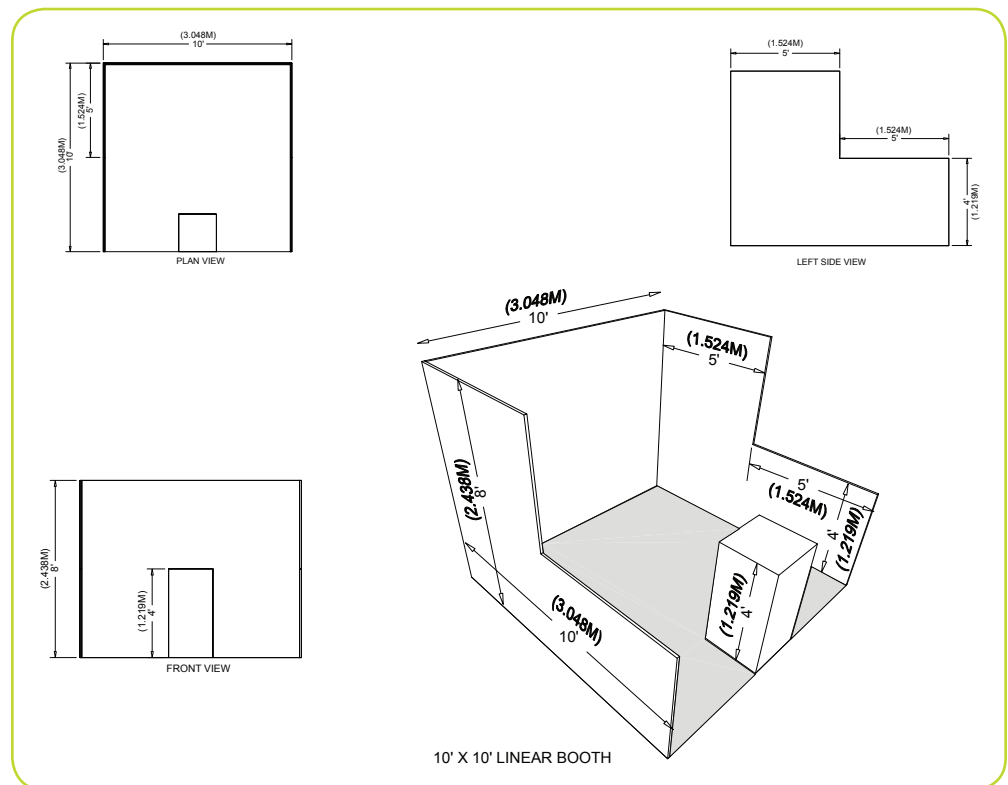 (3.048M)
10'
(1.524M)
5'
(3.048M)
10'
PLAN VIEW
(1.524M)
5'
(1.524M)
5'
4'
(1.219M)
LEFT SIDE VIEW
(2.438M)
8'
(1.219M)
4'
FRONT VIEW
(3.048M)
10'
(1.524M)
5'
(2.438M)
8'
5'
(1.524M)
4'
(1.219M)
(3.048M)
10'
(1.219M)
4'
10' X 10' LINEAR BOOTH